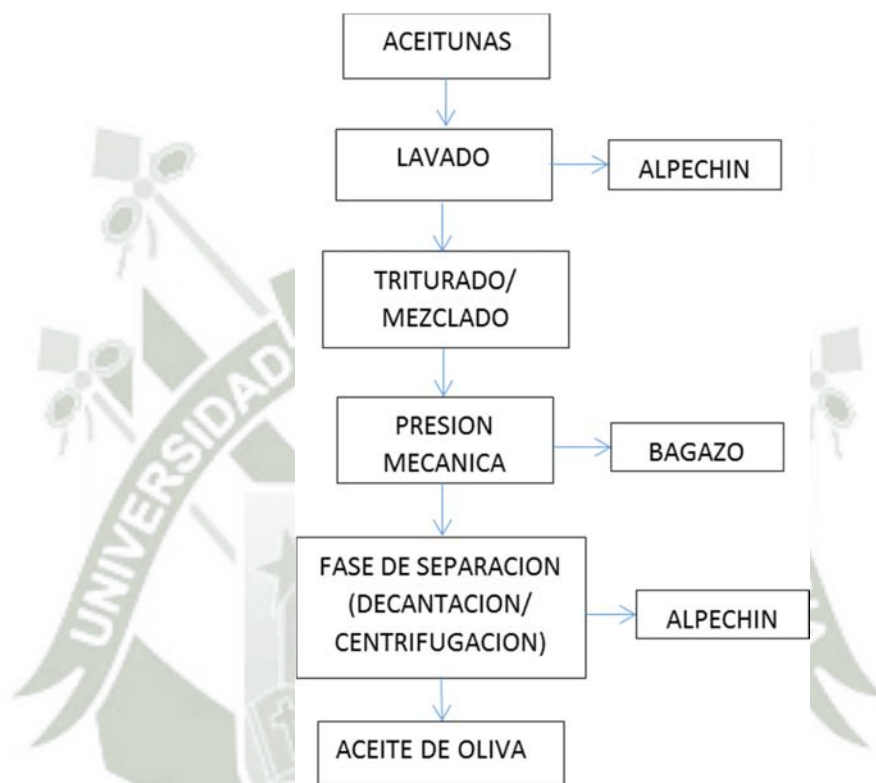 ACEITUNAS
LAVADO
ALPECHIN
TRITURADO/
MEZCLADO
PRESION
MECANICA
BAGAZO
FASE DE SEPARACION
(DECANTACION/
CENTRIFUGACION)
ALPECHIN
ACEITE DE OLIVA
UNIVERSIDAD